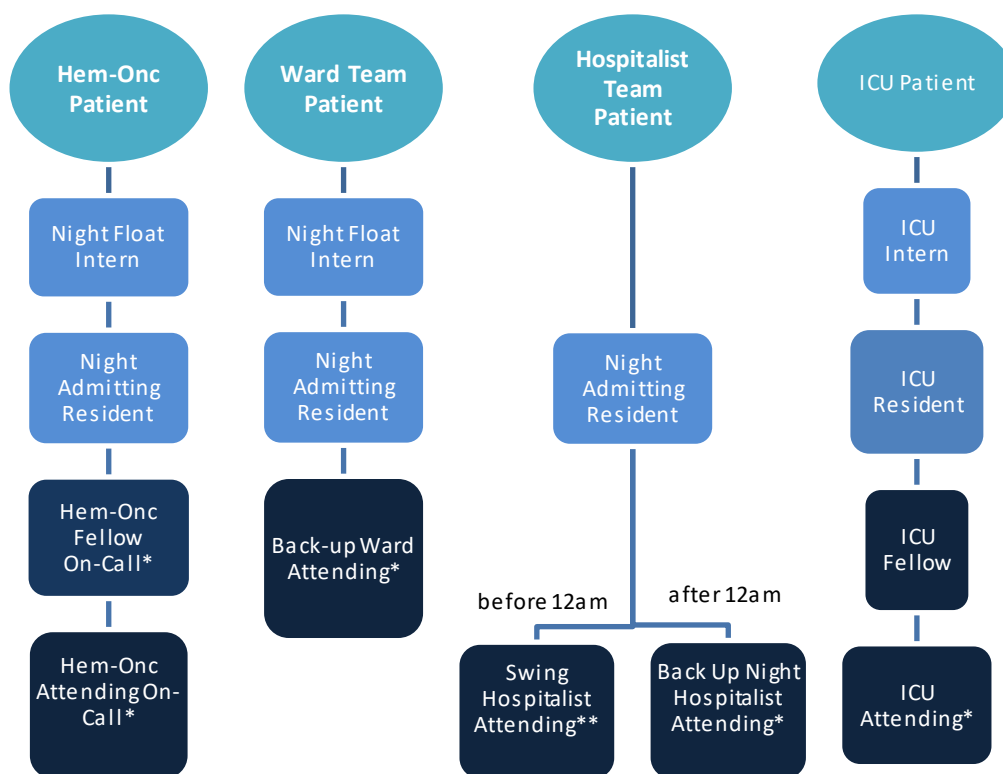 Hem-Onc
Patient
Night Float
Intern
Night
Admitting
Resident
Hem-Onc
Fellow
On-Call*
Hem-Onc
Attending On-
Call*
Ward Team
Patient
Night Float
Intern
Night
Admitting
Resident
Back-up Ward
Attending*
Hospitalist
Team
Patient
Night
Admitting
Resident
before 12am
after 12am
Swing
Hospitalist
Attending**
Back Up Night
Hospitalist
Attending*
ICU Patient
ICU
Intern
ICU
Resident
ICU
Fellow
ICU
Attending*